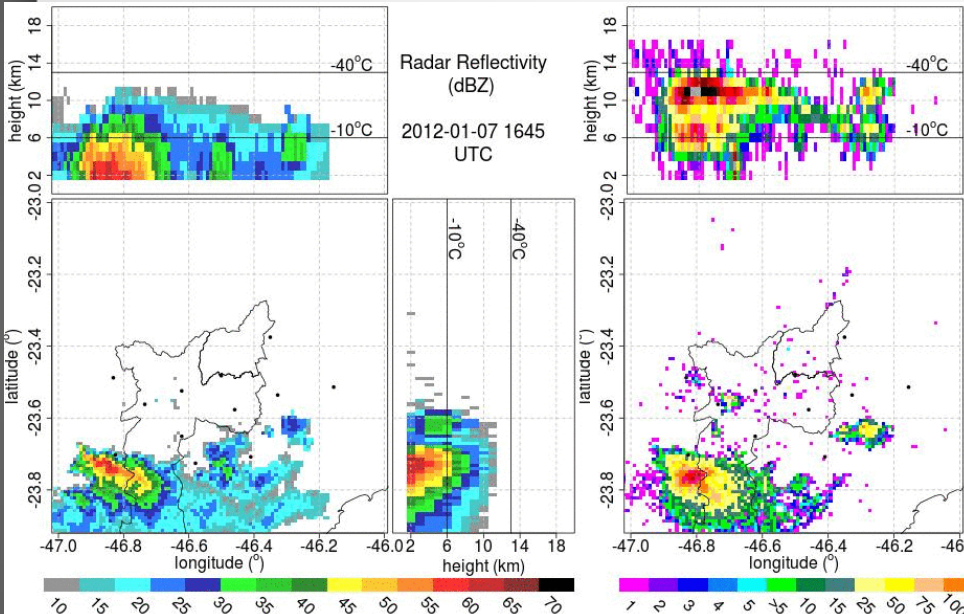 18
14
10
6
2
0
height (km)
-40°C
-10°C
Radar Reflectivity
(dBZ)
2012-01-07 1645
UTC
18
14
10
6
2
0
height (km)
-40°C
-10°C
-23.2
-23.4
-23.6
-23.8
latitude (°)
-47.0 -46.8 -46.6 -46.4 -46.2 -46.0
longitude (°)
-10°C
-40°C
2 6 10 14 18
height (km)
-23.2
-23.4
-23.6
-23.8
latitude (°)
-47.0 -46.8 -46.6 -46.4 -46.2 -46.
longitude (°)
10 15 20 25 30 35 40 45 50 55 60 65 70
1 2 3 4 5 >5 10 15 25 50 75 10